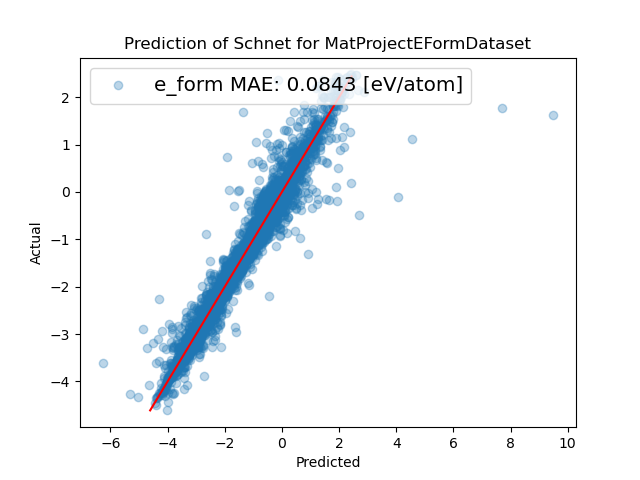 Prediction of Schnet for MatProjectEFormDataset
e_form MAE: 0.0843 [eV/atom]
2
1
0
−1
−2
−3
−4
Actual
−6 −4 −2 0 2 4 6 8 10
Predicted